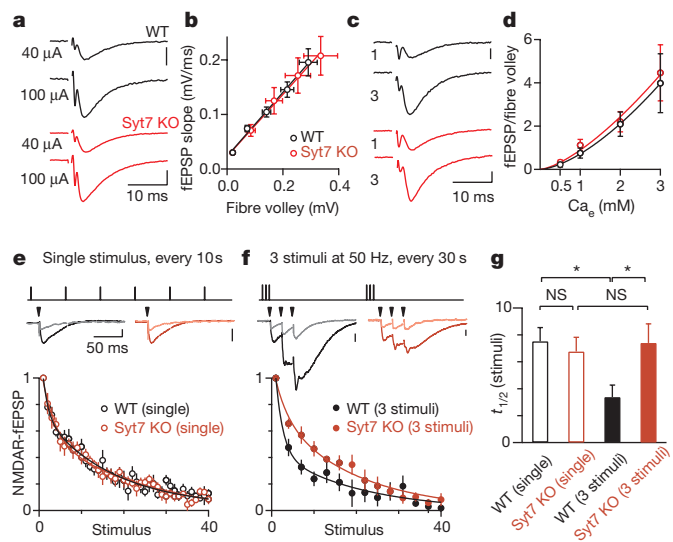 a
WT
40 µA
100 µA
Syt7 KO
40 µA
100 µA
10 ms
b
fEPSP slope (mV/ms)
0.2
0.1
0.0
0.0
0.2
0.4
WT
Syt7 KO
Fibre volley (mV)
c
1
3
1
3
10 ms
d
fEPSP/fibre volley
6
4
2
0
0.5
1
2
3
Ca_e (mM)
e Single stimulus, every 10 s
50 ms
NMDAR-fEPSP
1
0
WT (single)
Syt7 KO (single)
0
20
40
Stimulus
f 3 stimuli at 50 Hz, every 30 s
1
0
WT (3 stimuli)
Syt7 KO (3 stimuli)
0
20
40
Stimulus
g
*
*
NS
NS
t1/2 (stimuli)
10
0
WT (single)
Syt7 KO (single)
WT (3 stimuli)
Syt7 KO (3 stimuli)